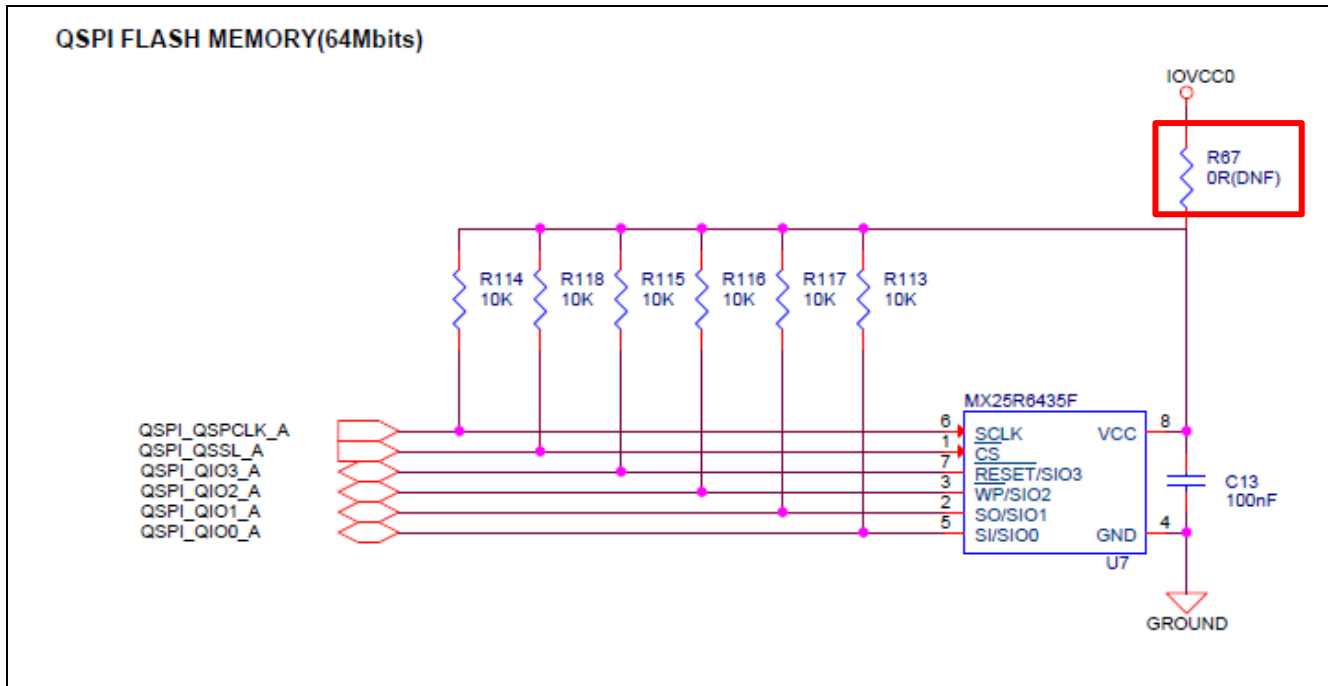 QSPI FLASH MEMORY(64Mbits)
IOVCC0
R67
0R(DNF)
R114
10K
R118
10K
R115
10K
R116
10K
R117
10K
R113
10K
MX25R6435F
QSPI_QSPCLK_A
QSPI_QSSL_A
QSPI_QIO3_A
QSPI_QIO2_A
QSPI_QIO1_A
QSPI_QIO0_A
6 SCLK
1 CS
7 RESET/SIO3
3 WP/SIO2
2 SO/SIO1
5 SI/SIO0
VCC 8
GND 4
U7
C13
100nF
GROUND